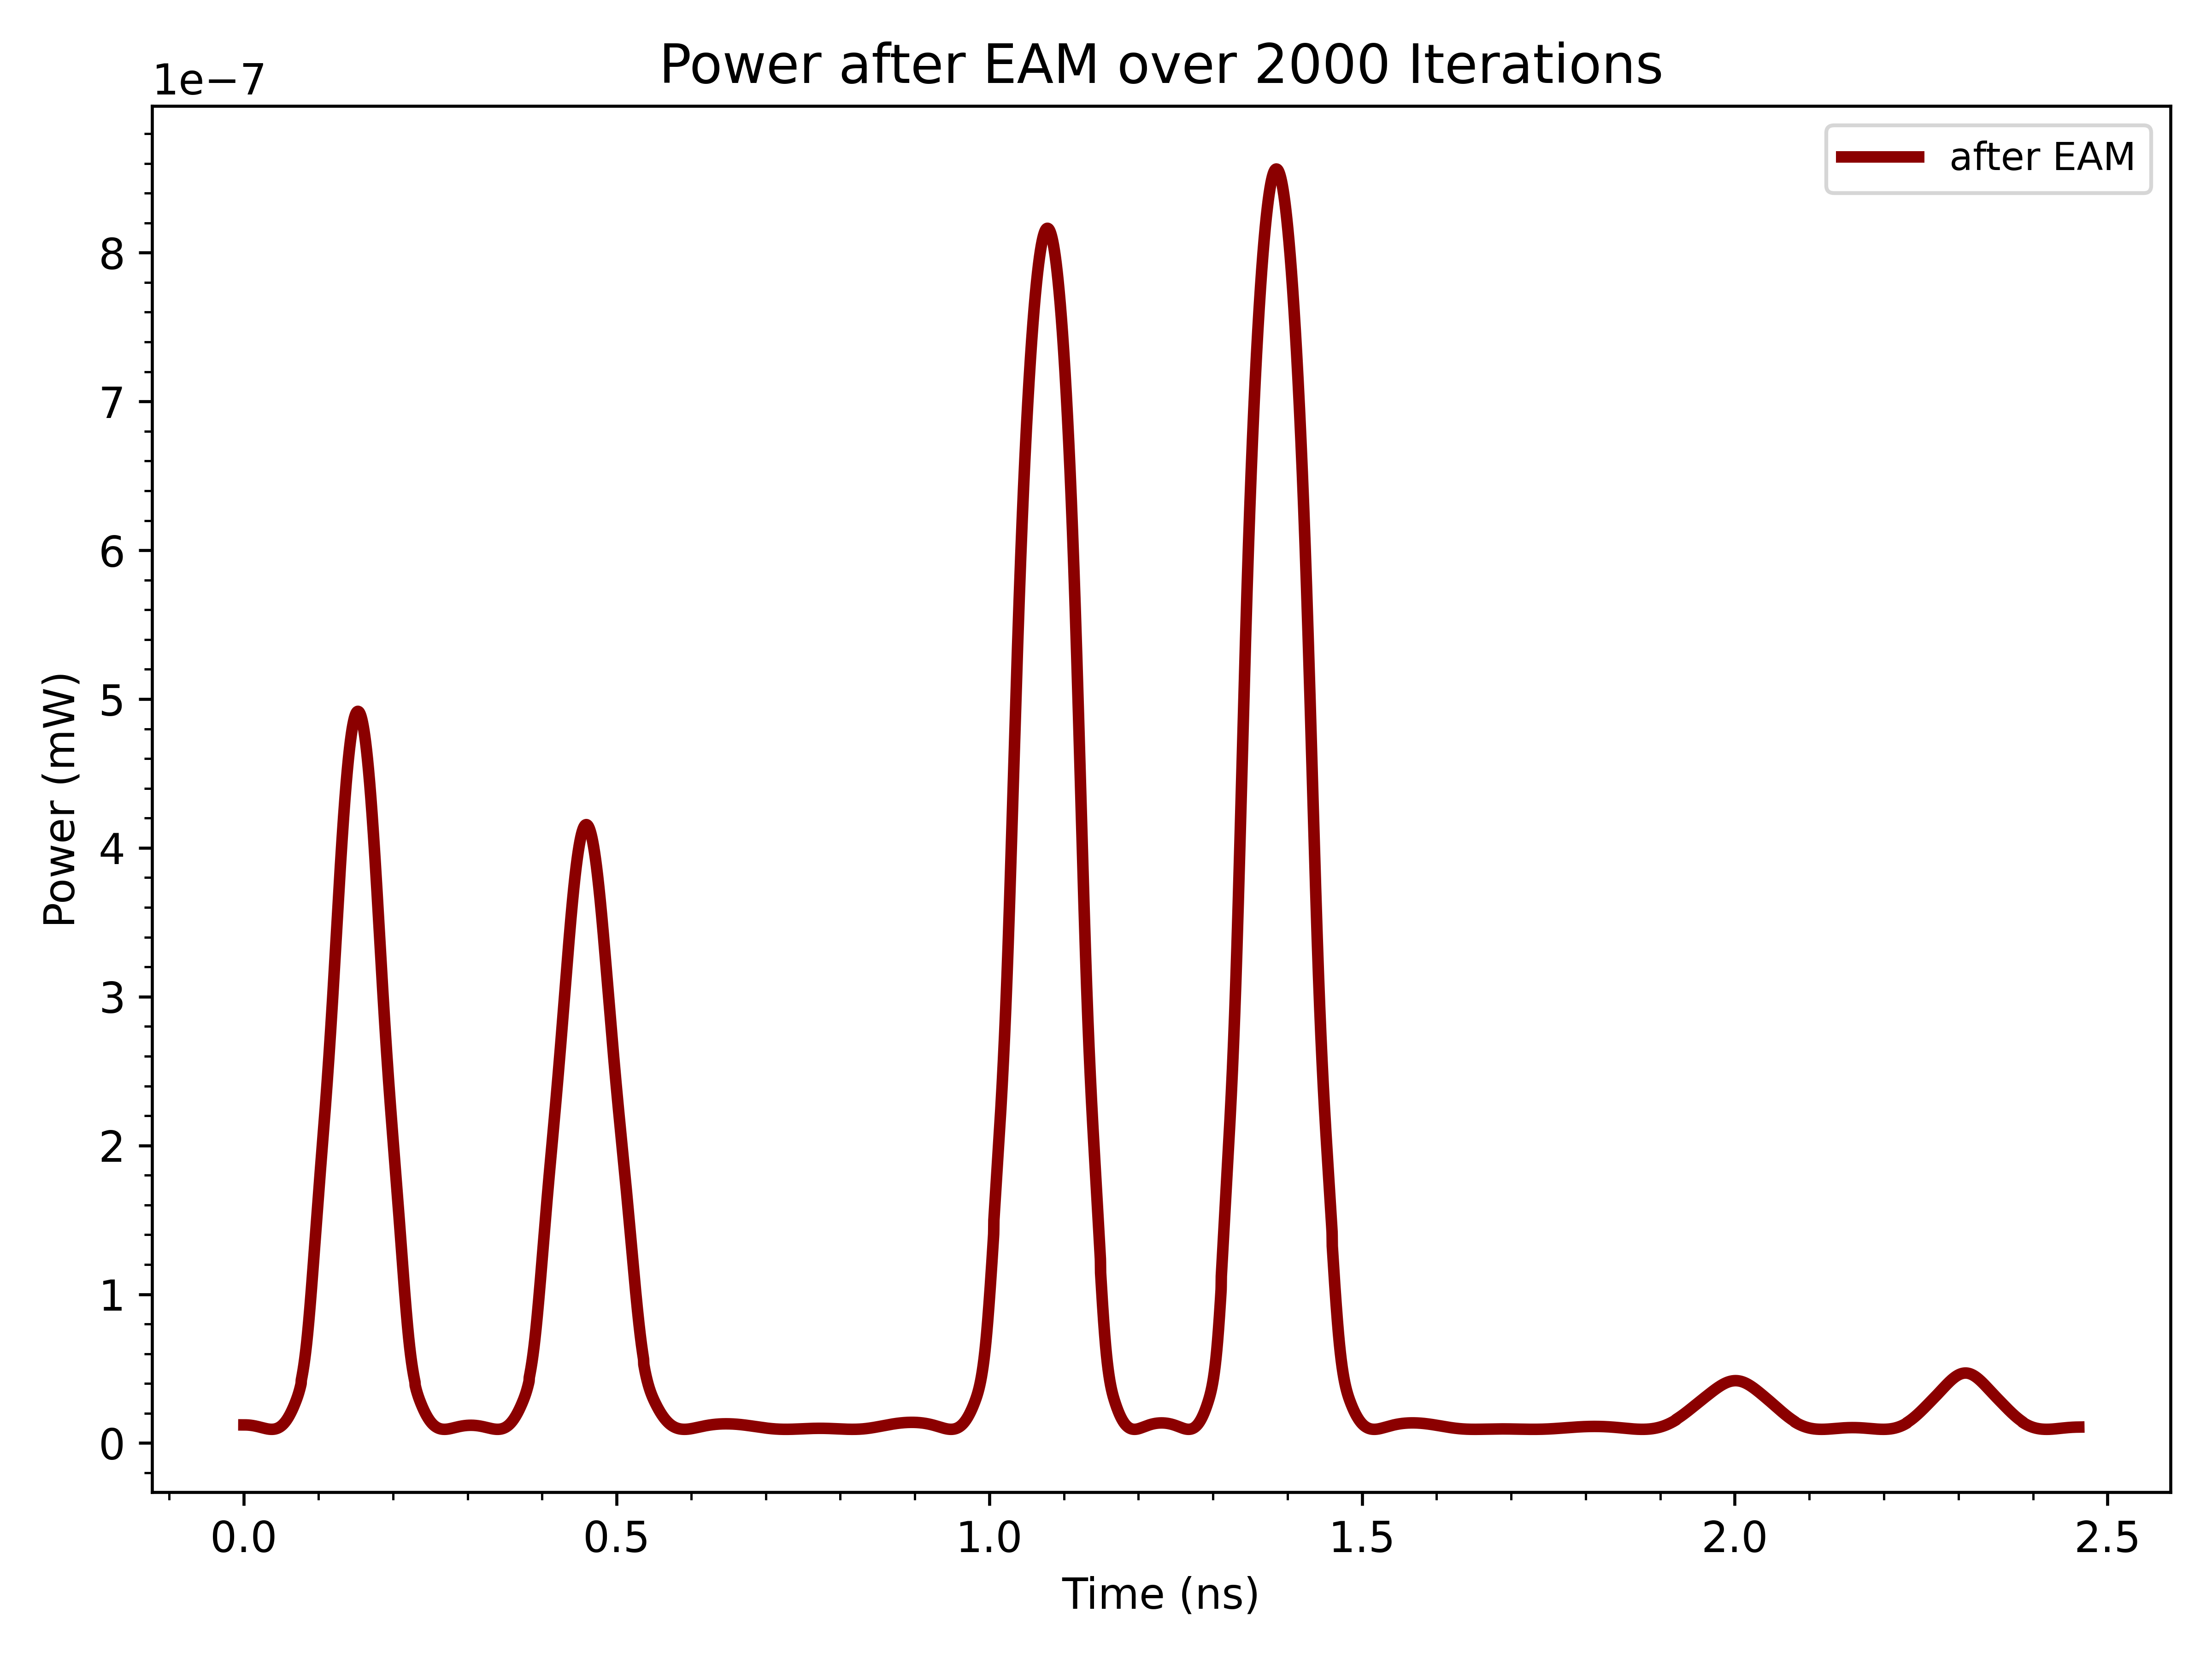 Power after EAM over 2000 Iterations
1e−7
after EAM
8
7
6
5
4
3
2
1
0
Power (mW)
0.0 0.5 1.0 1.5 2.0 2.5
Time (ns)